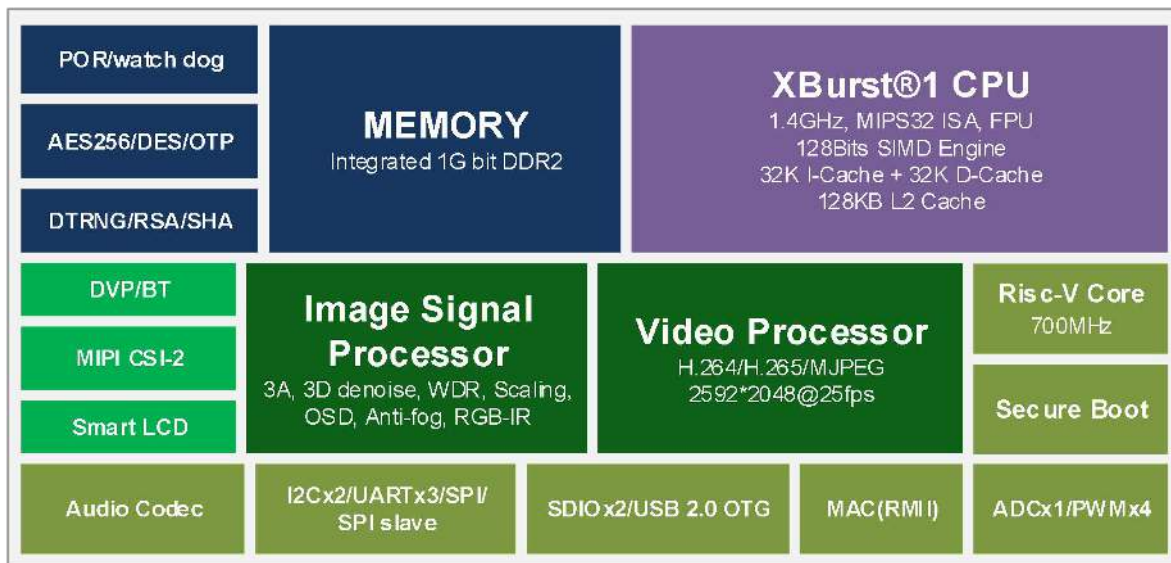 POR/watch dog
AES256/DES/OTP
DTRNG/RSA/SHA
MEMORY
Integrated 1G bit DDR2
XBurst®1 CPU
1.4GHz, MIPS32 ISA, FPU
128Bits SIMD Engine
32K I-Cache + 32K D-Cache
128KB L2 Cache
DVP/BT
MIPI CSI-2
Smart LCD
Image Signal
Processor
3A, 3D denoise, WDR, Scaling,
OSD, Anti-fog, RGB-IR
Video Processor
H.264/H.265/MJPEG
2592*2048@25fps
Risc-V Core
700MHz
Secure Boot
Audio Codec
I2Cx2/UARTx3/SPI/
SPI slave
SDIOx2/USB 2.0 OTG
MAC(RMII)
ADCx1/PWMx4